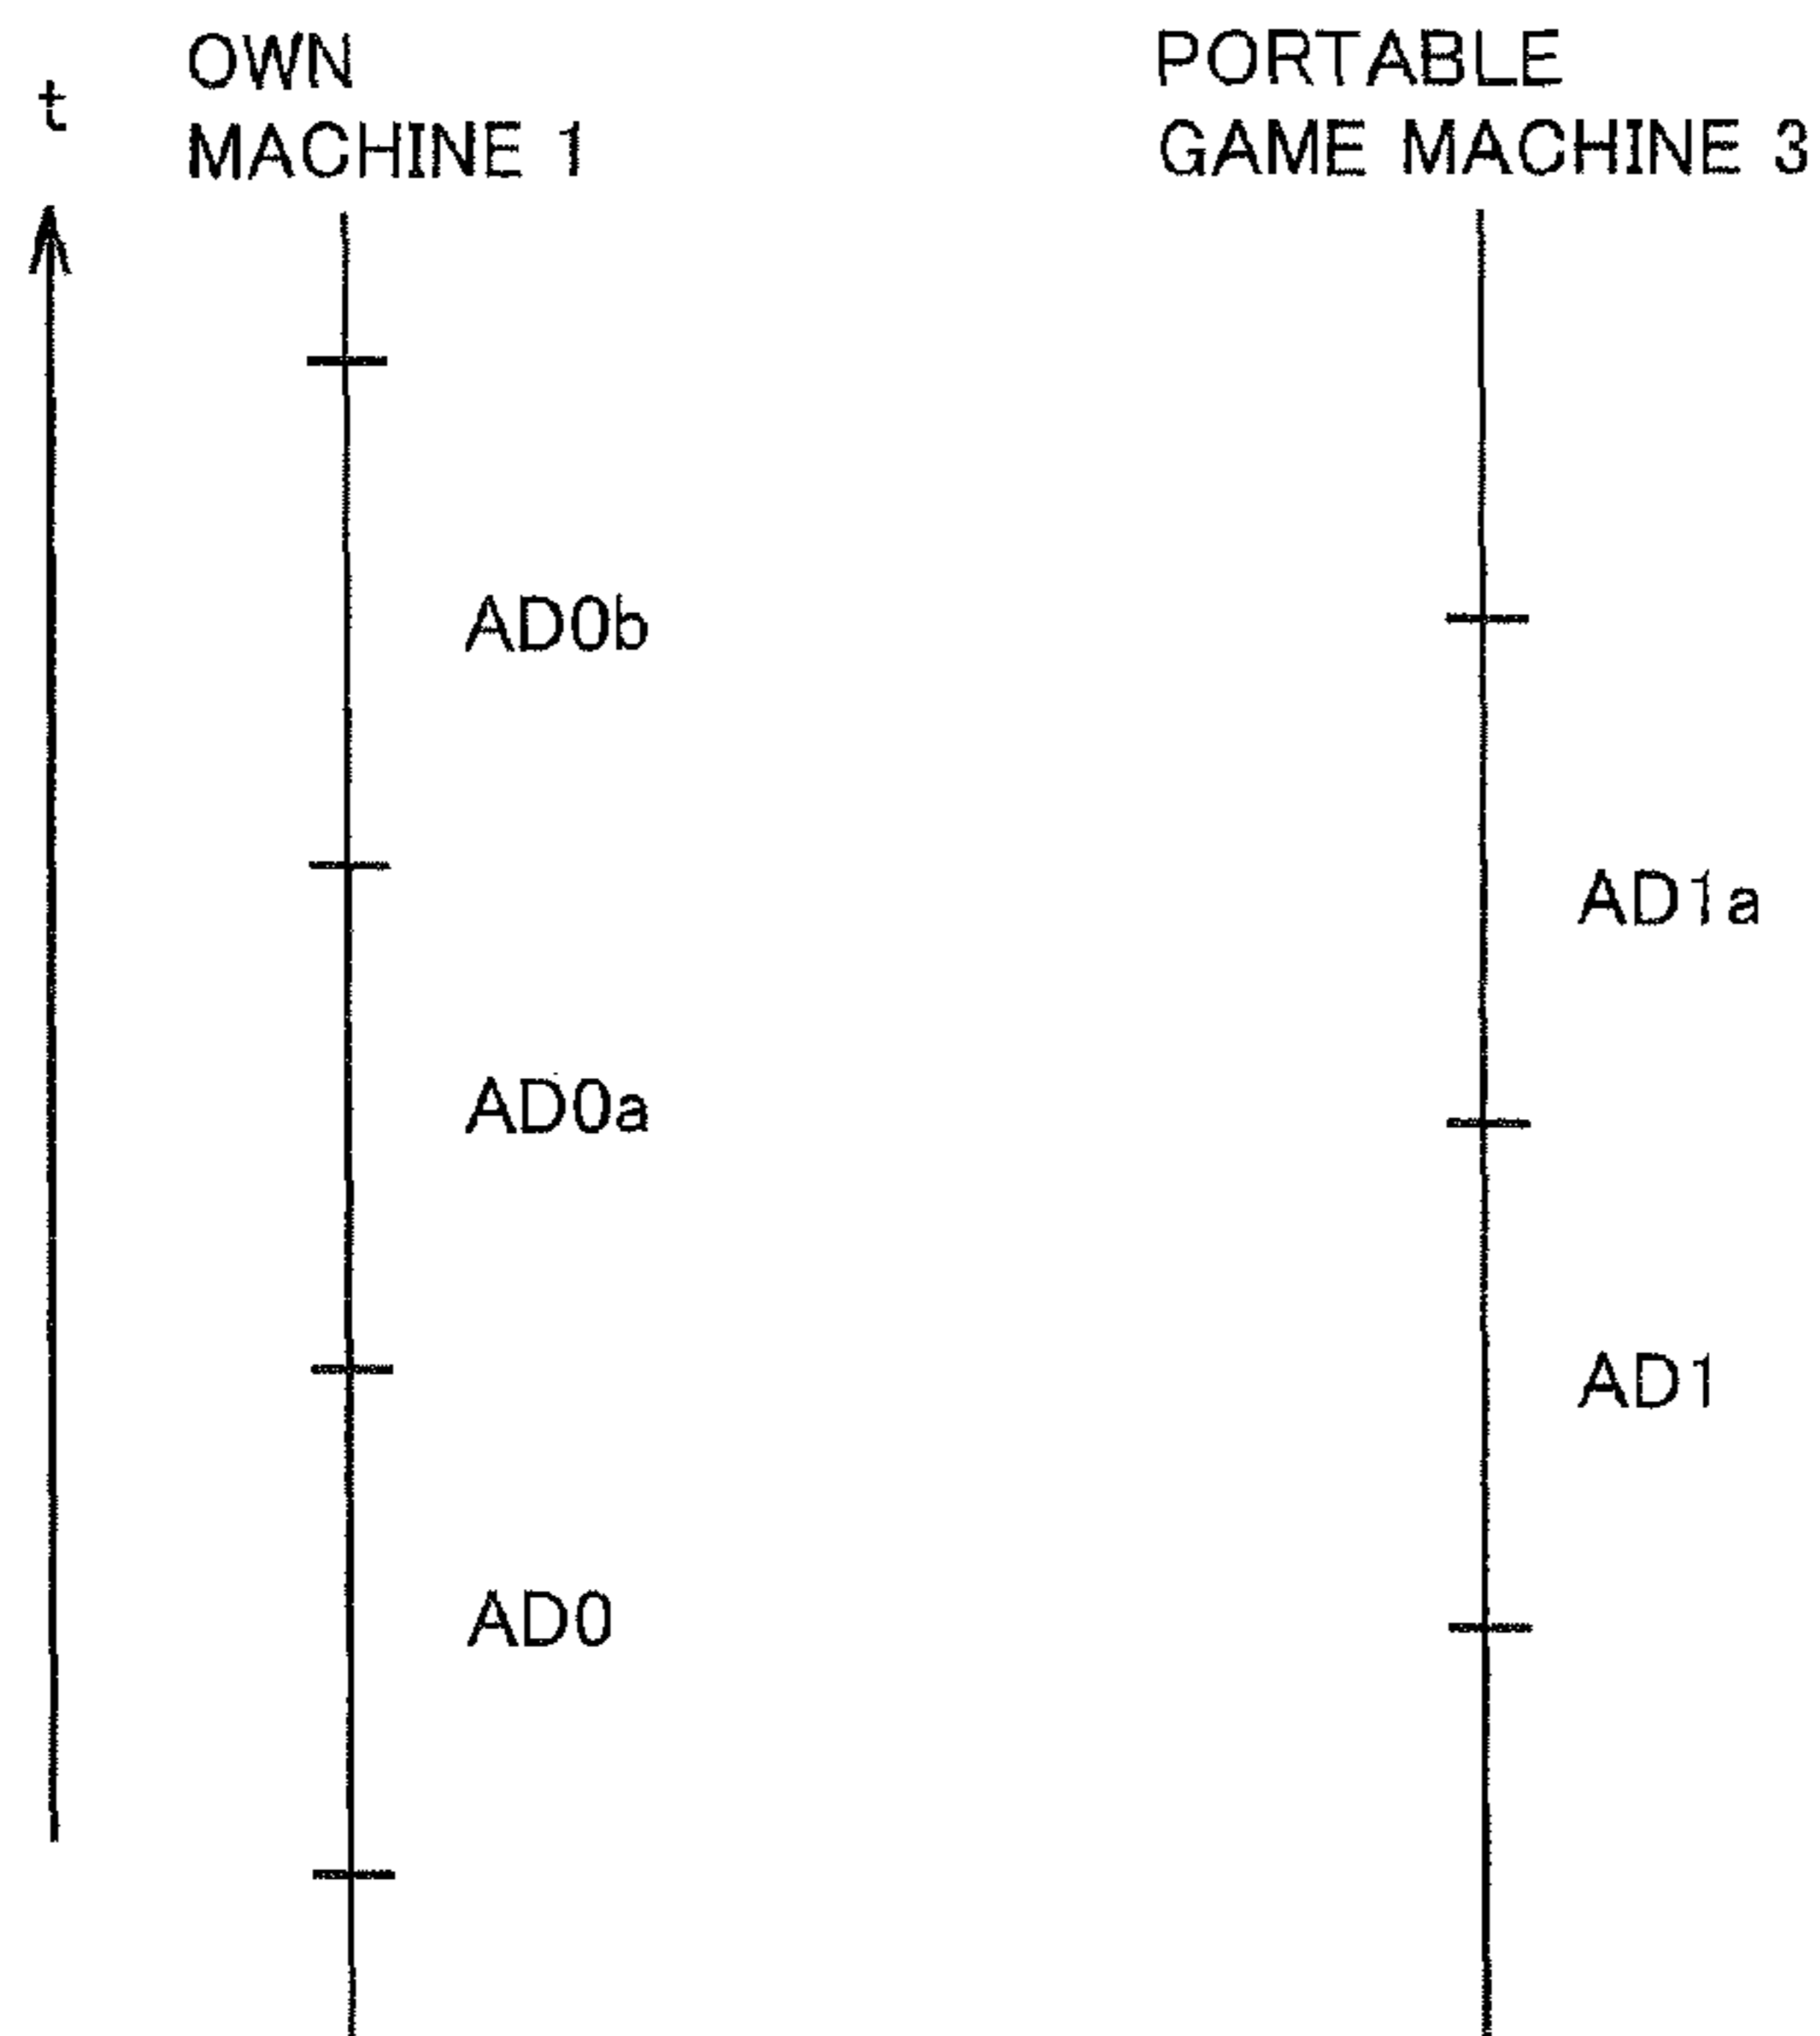 t
OWN
MACHINE 1
PORTABLE
GAME MACHINE 3
AD0b
AD1a
AD0a
AD1
AD0